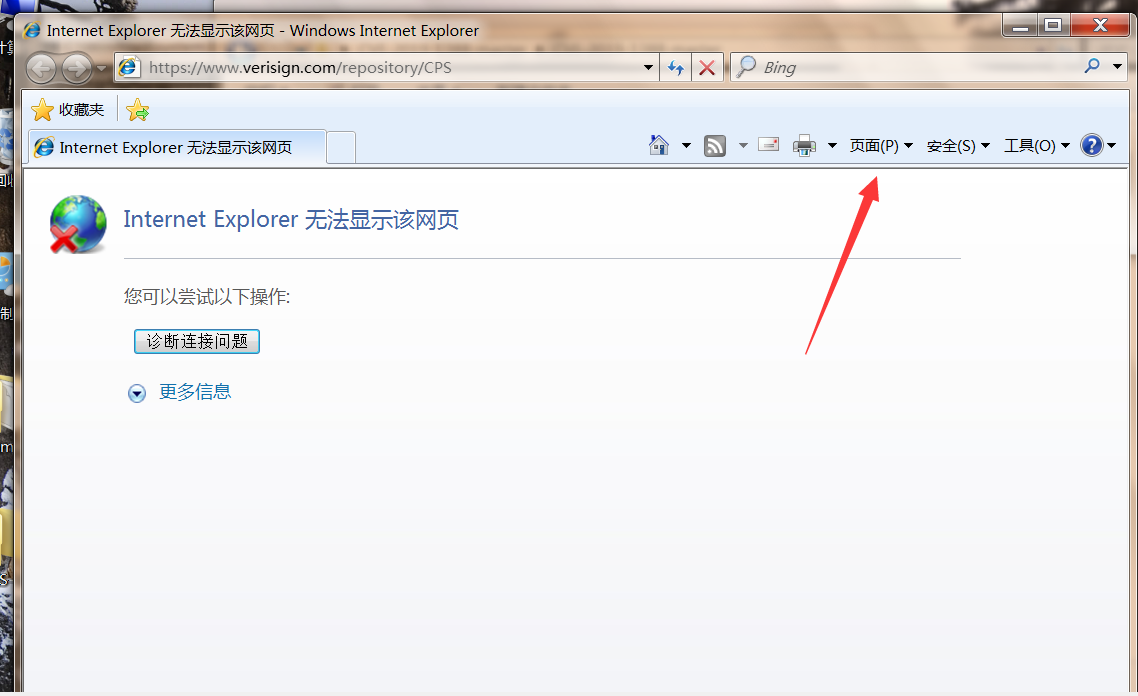 Internet Explorer 无法显示该网页 - Windows Internet Explorer
https://www.verisign.com/repository/CPS
Bing
收藏夹
Internet Explorer 无法显示该网页
页面(P) 安全(S) 工具(O)
Internet Explorer 无法显示该网页
您可以尝试以下操作:
诊断连接问题
更多信息